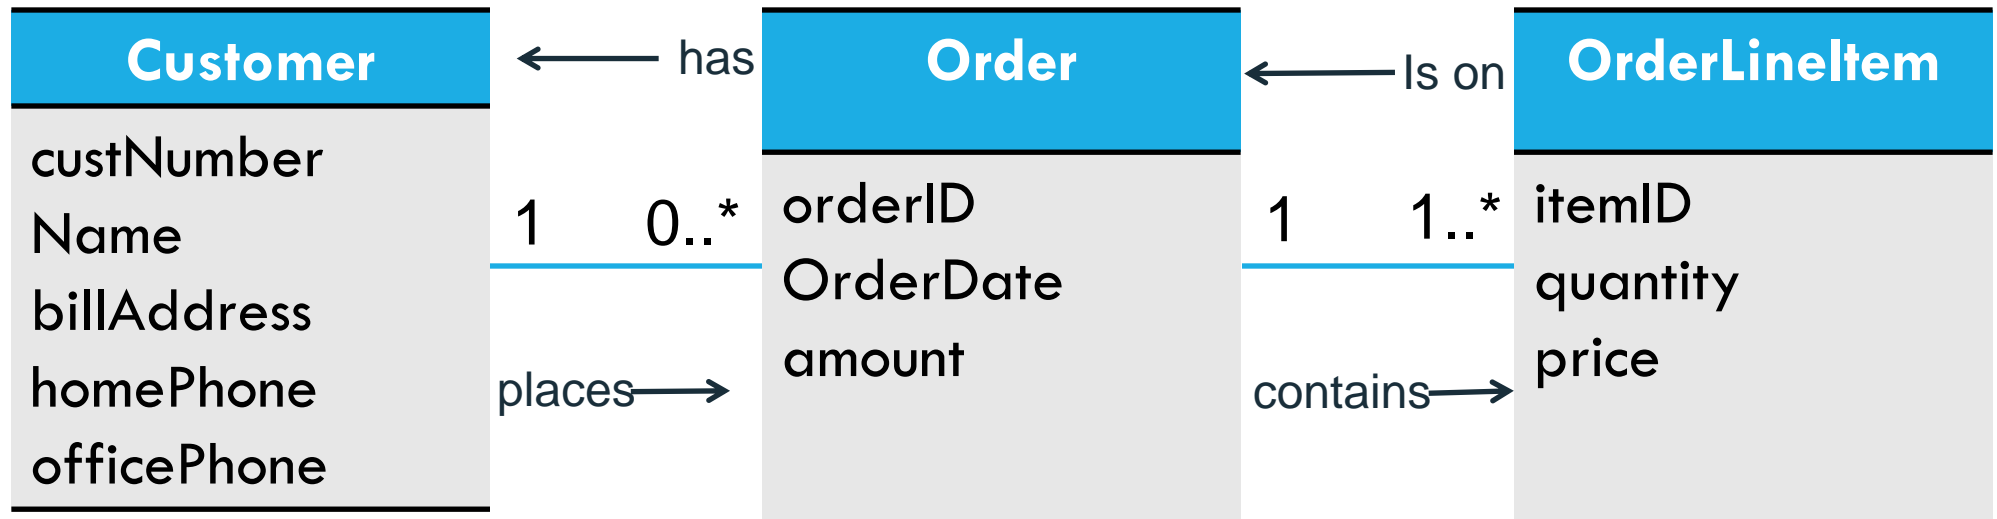 Customer
custNumber
Name
billAddress
homePhone
officePhone
has
1 0..*
places
Order
orderID
OrderDate
amount
Is on
1 1..*
contains
OrderLineItem
itemID
quantity
price